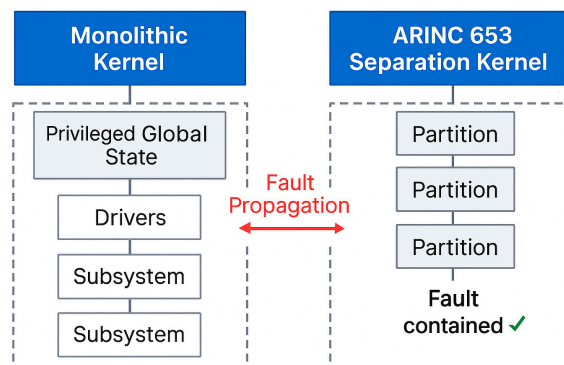 Monolithic
Kernel
Privileged Global
State
Drivers
Subsystem
Subsystem
Fault
Propagation
ARINC 653
Separation Kernel
Partition
Partition
Partition
Fault
contained ✓